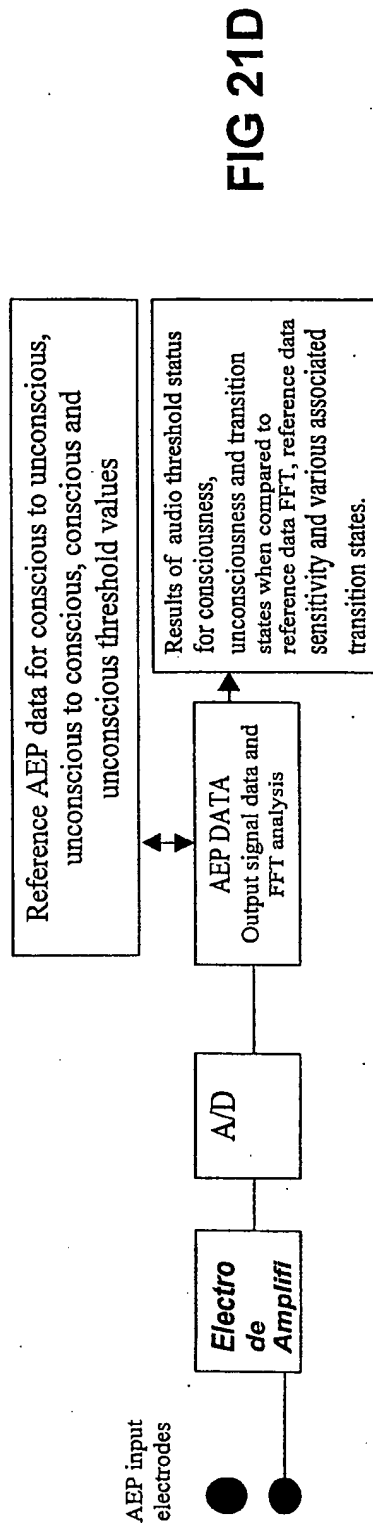 AEP input
electrodes
Electro
de
Amplifi
A/D
AEP DATA
Output signal data and
FFT analysis
Reference AEP data for conscious to unconscious,
unconscious to conscious, conscious and
unconscious threshold values
Results of audio threshold status
for consciousness,
unconsciousness and transition
states when compared to
reference data FFT, reference data
sensitivity and various associated
transition states.
FIG 21D